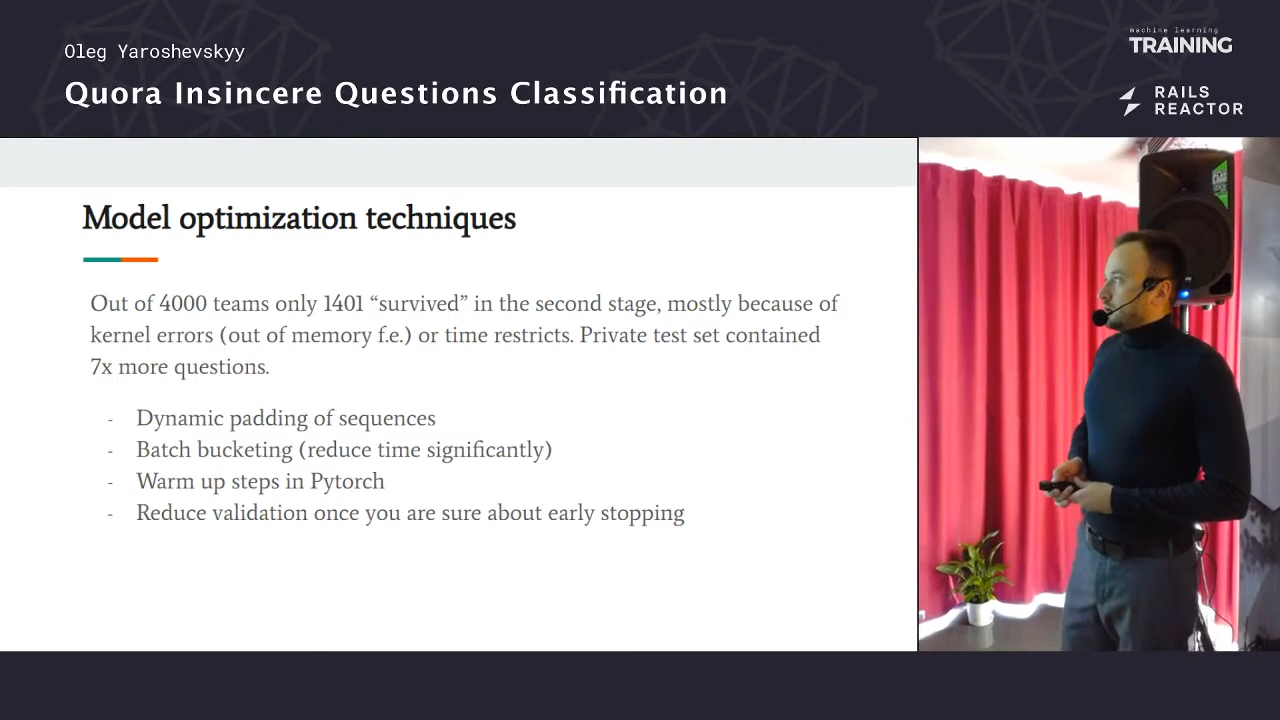 Oleg Yaroshevskyy
Quora Insincere Questions Classification
machine learning
TRAINING
RAILS
REACTOR
Model optimization techniques
Out of 4000 teams only 1401 “survived” in the second stage, mostly because of
kernel errors (out of memory f.e.) or time restricts. Private test set contained
7x more questions.
- Dynamic padding of sequences
- Batch bucketing (reduce time significantly)
- Warm up steps in Pytorch
- Reduce validation once you are sure about early stopping